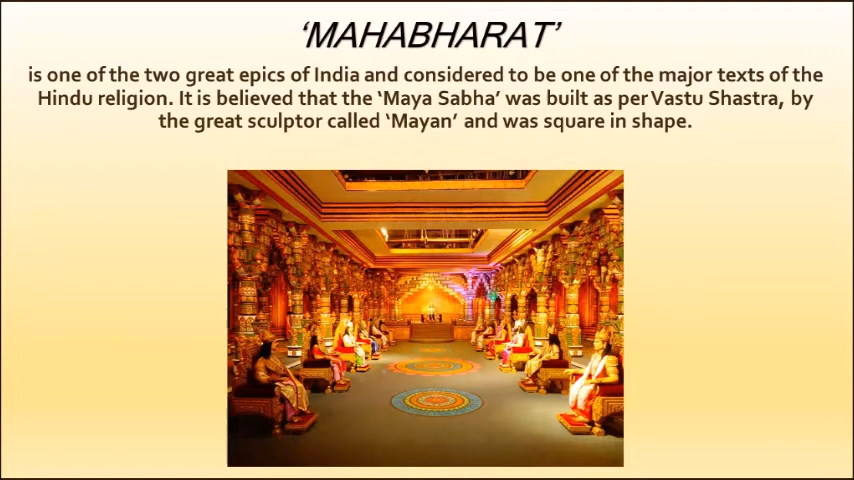 ‘MAHABHARAT’
is one of the two great epics of India and considered to be one of the major texts of the
Hindu religion. It is believed that the ‘Maya Sabha’ was built as per Vastu Shastra, by
the great sculptor called ‘Mayan’ and was square in shape.